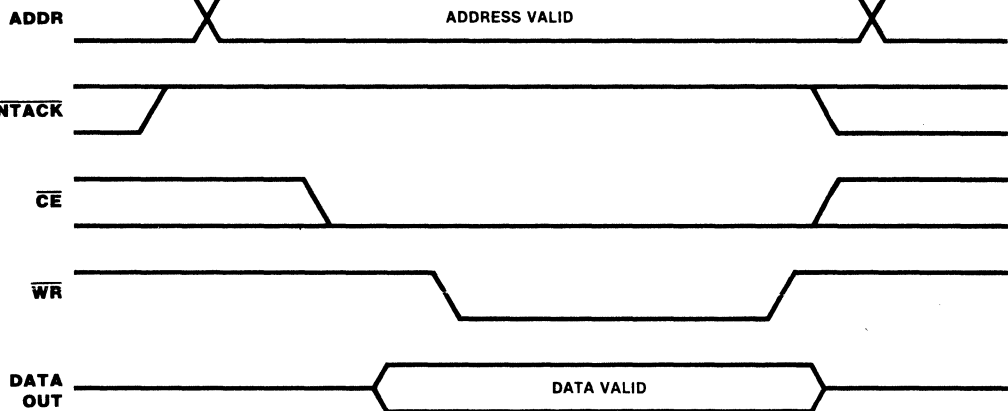 ADDR
ADDRESS VALID
NTACK
CE
WR
DATA
OUT
DATA VALID